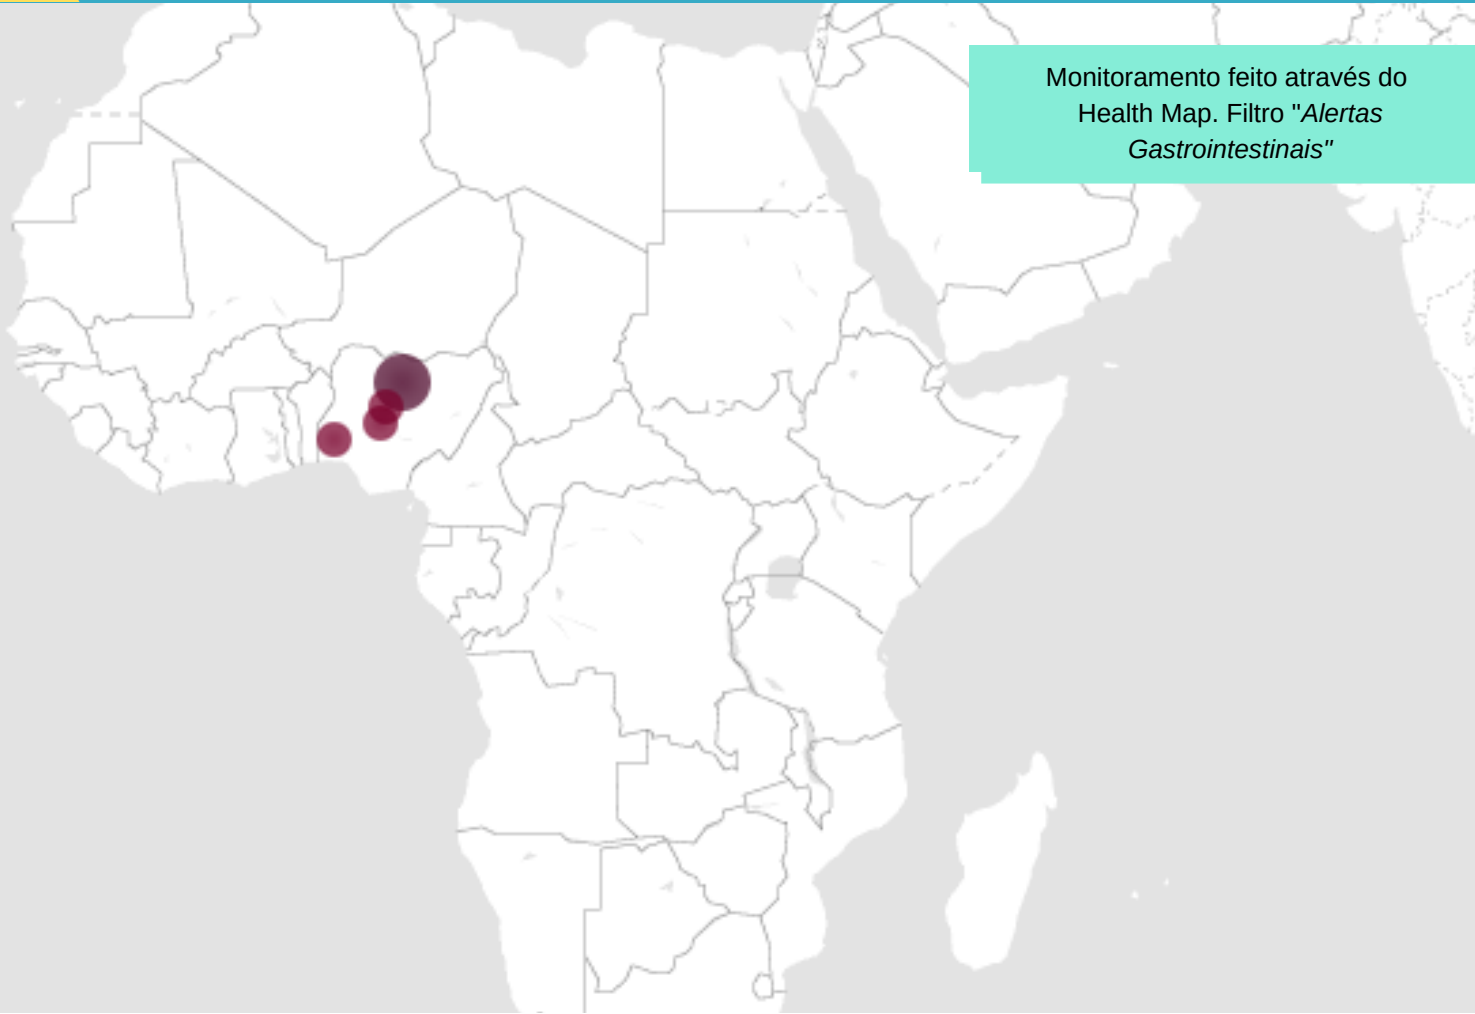 Monitoramento feito através do
Health Map. Filtro "Alertas
Gastrointestinais"